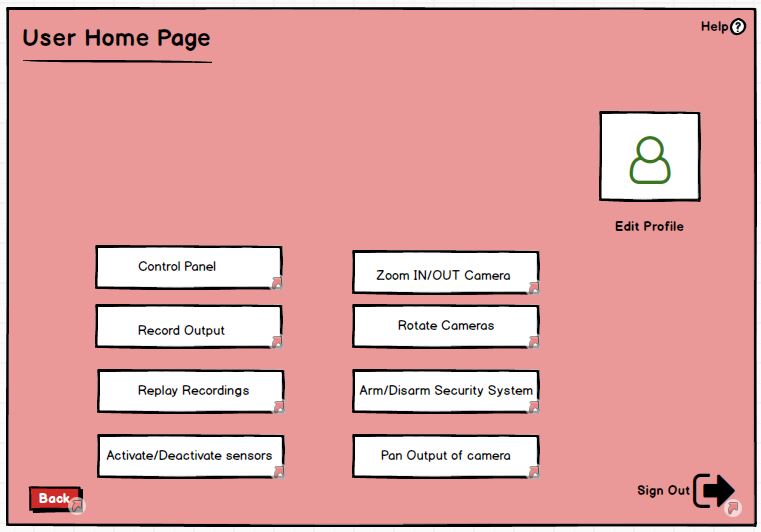 User Home Page
Help ?
Edit Profile
Control Panel
Zoom IN/OUT Camera
Record Output
Rotate Cameras
Replay Recordings
Arm/Disarm Security System
Activate/Deactivate sensors
Pan Output of camera
Back
Sign Out